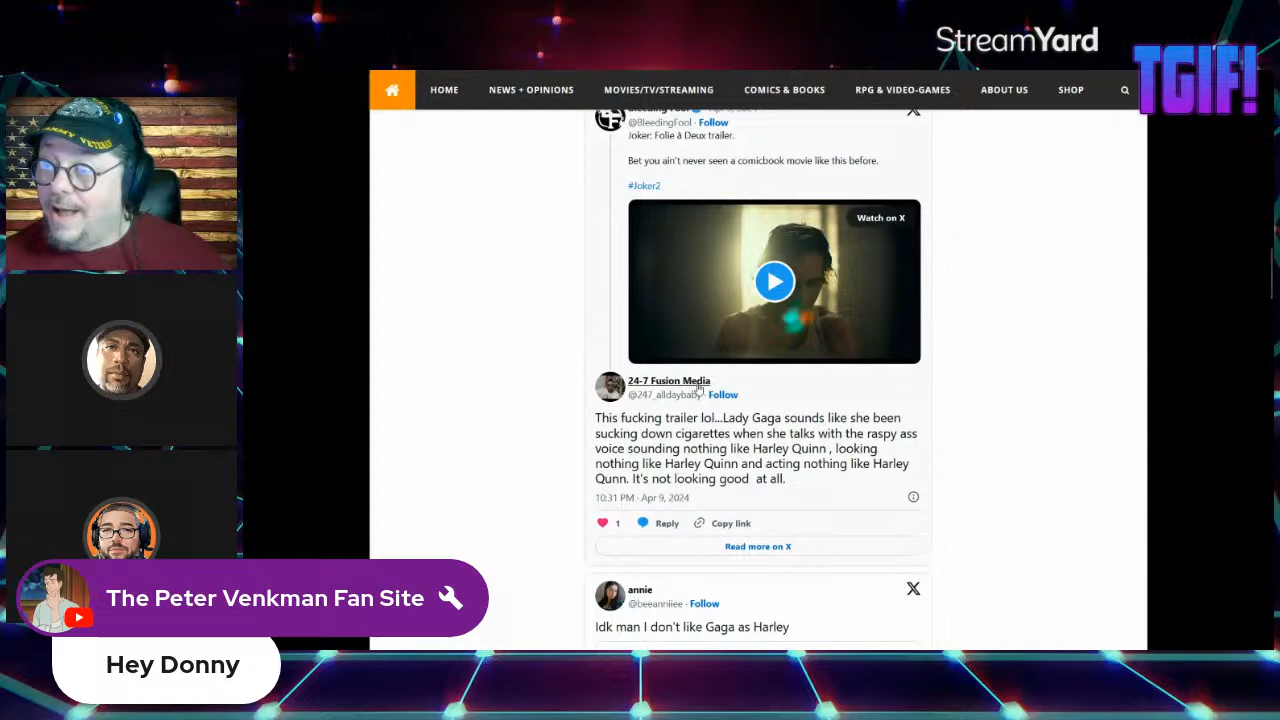 StreamYard
TGIF!
HOME NEWS + OPINIONS MOVIES/TV/STREAMING COMICS & BOOKS RPG & VIDEO-GAMES ABOUT US SHOP
@BleedingFool · Follow
Joker: Folie à Deux trailer.
Bet you ain't never seen a comicbook movie like this before.
#Joker2
Watch on X
24-7 Fusion Media
@247_alldaybaby · Follow
This fucking trailer lol...Lady Gaga sounds like she been
sucking down cigarettes when she talks with the raspy ass
voice sounding nothing like Harley Quinn , looking
nothing like Harley Quinn and acting nothing like Harley
Qunn. It's not looking good at all.
10:31 PM · Apr 9, 2024
1 Reply Copy link
Read more on X
annie
@beeanniiee · Follow
Idk man I don't like Gaga as Harley
ARMY VETERAN
The Peter Venkman Fan Site
Hey Donny